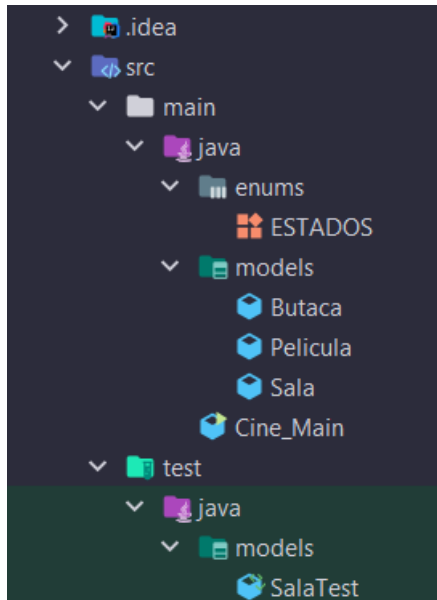 .idea
src
main
java
enums
ESTADOS
models
Butaca
Pelicula
Sala
Cine_Main
test
java
models
SalaTest